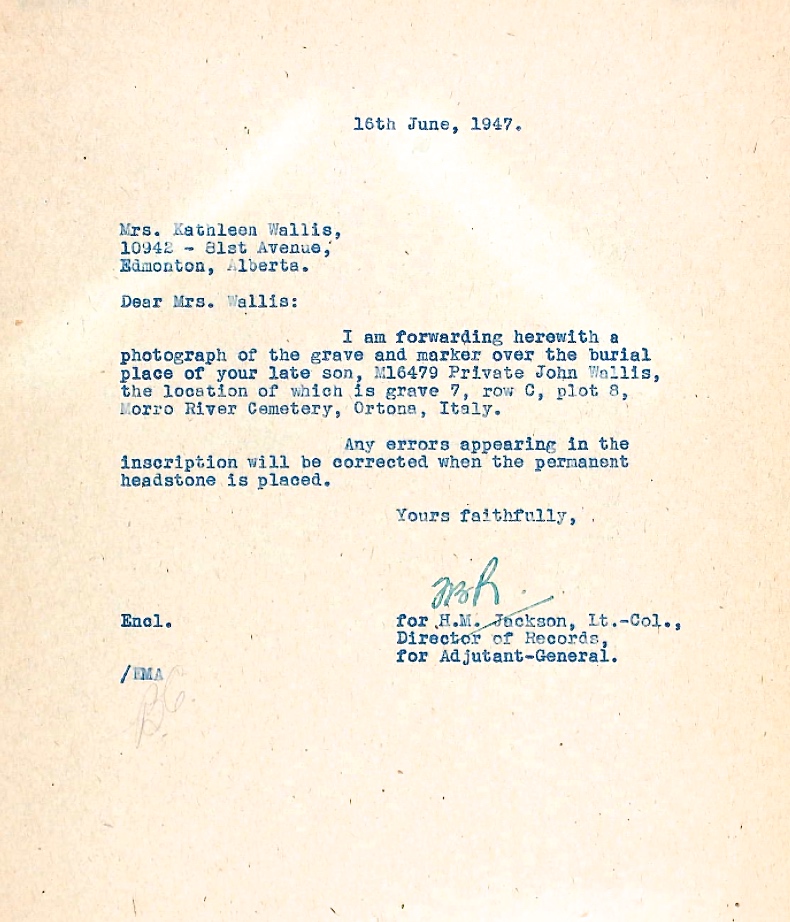 16th June, 1947.
Mrs. Kathleen Wallis,
10942 - 81st Avenue,
Edmonton, Alberta.
Dear Mrs. Wallis:
I am forwarding herewith a
photograph of the grave and marker over the burial
place of your late son, M16479 Private John Wallis,
the location of which is grave 7, row C, plot 8,
Morro River Cemetery, Ortona, Italy.
Any errors appearing in the
inscription will be corrected when the permanent
headstone is placed.
Yours faithfully,
Encl.
for H.M. Jackson, Lt.-Col.,
Director of Records,
for Adjutant-General.
/EMA